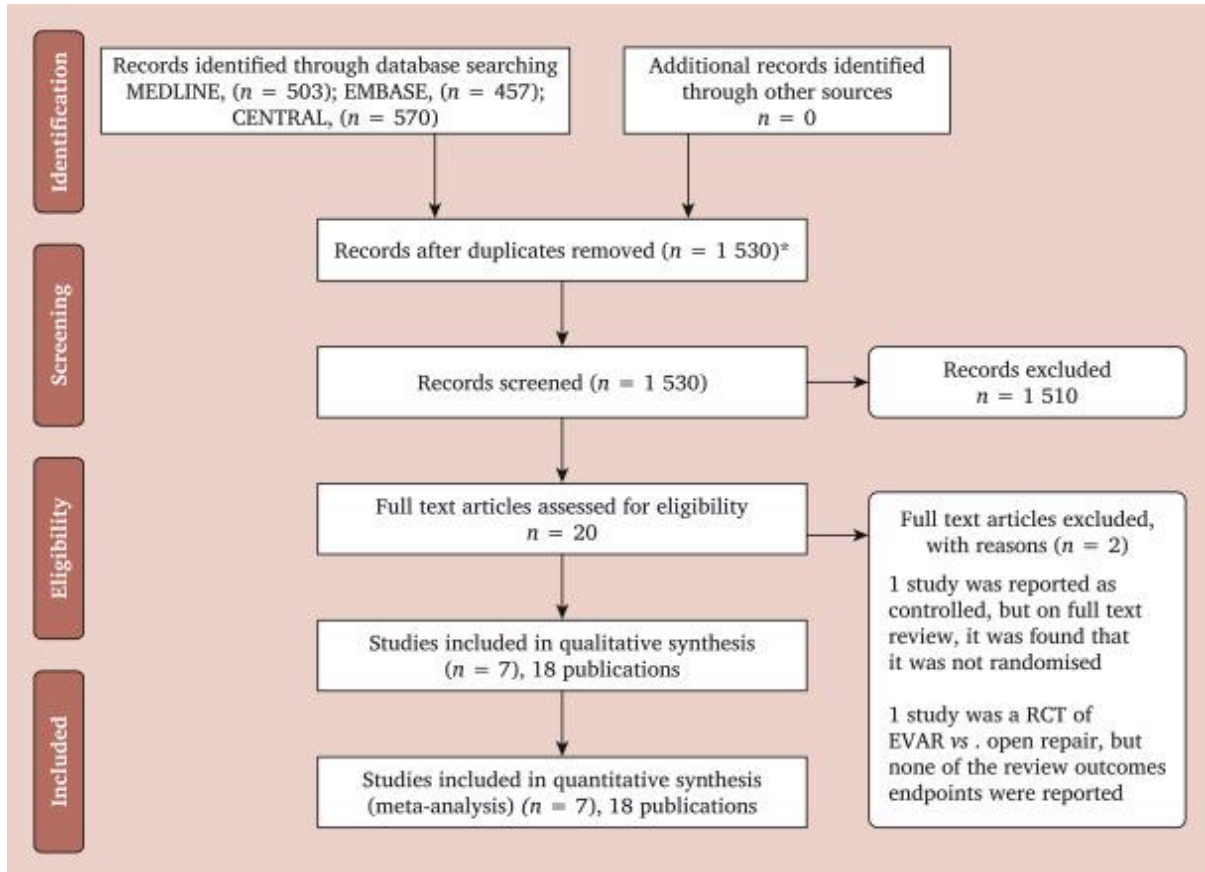 Identification
Records identified through database searching
MEDLINE, (n = 503); EMBASE, (n = 457);
CENTRAL, (n = 570)
Additional records identified
through other sources
n = 0
Records after duplicates removed (n = 1 530)*
Screening
Records screened (n = 1 530)
Records excluded
n = 1 510
Eligibility
Full text articles assessed for eligibility
n = 20
Full text articles excluded,
with reasons (n = 2)
1 study was reported as
controlled, but on full text
review, it was found that
it was not randomised
1 study was a RCT of
EVAR vs . open repair, but
none of the review outcomes
endpoints were reported
Studies included in qualitative synthesis
(n = 7), 18 publications
Included
Studies included in quantitative synthesis
(meta-analysis) (n = 7), 18 publications